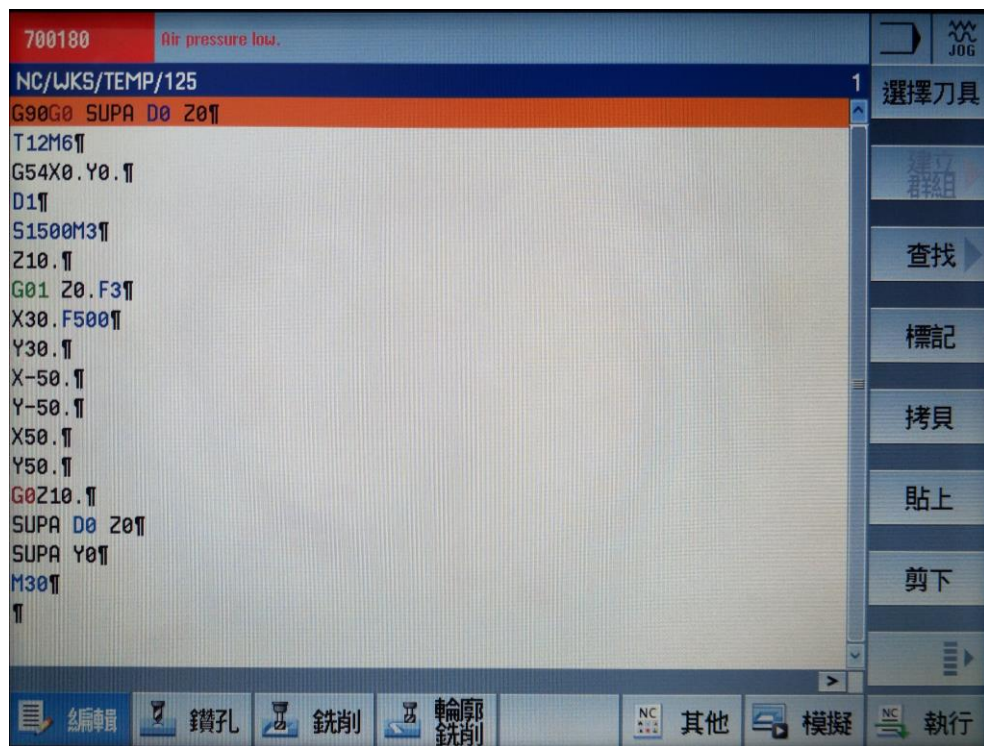 700180 Air pressure low.
JOG
NC/WKS/TEMP/125 1
G90G0 SUPA D0 Z0¶
T12M6¶
G54X0.Y0.¶
D1¶
S1500M3¶
Z10.¶
G01 Z0.F3¶
X30.F500¶
Y30.¶
X-50.¶
Y-50.¶
X50.¶
Y50.¶
G0Z10.¶
SUPA D0 Z0¶
SUPA Y0¶
M30¶
¶
選擇刀具
建立
群組
查找
標記
拷貝
貼上
剪下
編輯
鑽孔
銑削
輪廓
銑削
NC
其他
模擬
NC
執行